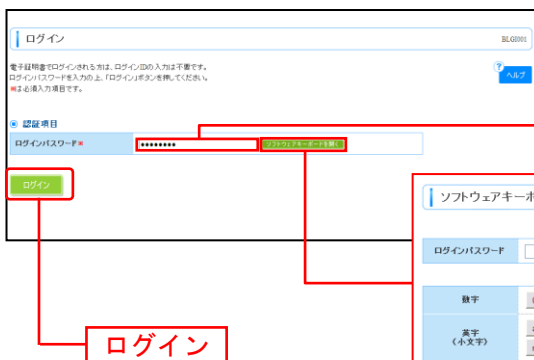 ログイン
BLGI001
電子証明書でログインされる方は、ログインIDの入力は不要です。
ログインパスワードを入力の上、「ログイン」ボタンを押してください。
※は必須入力項目です。
? ヘルプ
認証項目
ログインパスワード※
ソフトウェアキーボードを開く
ログイン
ソフトウェアキーボ
ログインパスワード
数字
英字
(小文字)
ログイン